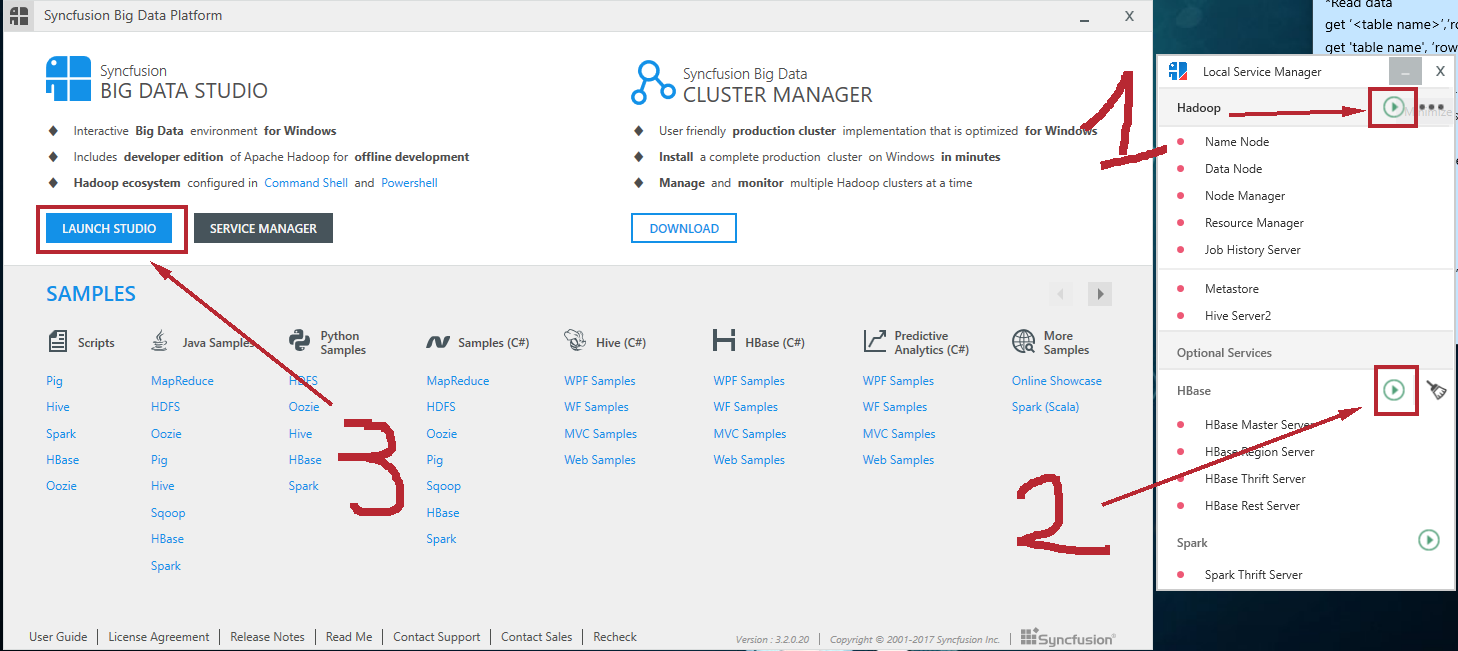 Syncfusion Big Data Platform
X
Syncfusion
BIG DATA STUDIO
Interactive Big Data environment for Windows
Includes developer edition of Apache Hadoop for offline development
Hadoop ecosystem configured in Command Shell and Powershell
LAUNCH STUDIO
SERVICE MANAGER
Syncfusion Big Data
CLUSTER MANAGER
User friendly production cluster implementation that is optimized for Windows
Install a complete production cluster on Windows in minutes
Manage and monitor multiple Hadoop clusters at a time
DOWNLOAD
SAMPLES
Scripts
Pig
Hive
Spark
HBase
Oozie
Java Samples
MapReduce
HDFS
Oozie
Pig
Hive
Sqoop
HBase
Spark
Python
Samples
HDFS
Oozie
Hive
HBase
Spark
Samples (C#)
MapReduce
HDFS
Oozie
Pig
Sqoop
HBase
Spark
Hive (C#)
WPF Samples
WF Samples
MVC Samples
Web Samples
HBase (C#)
WPF Samples
WF Samples
MVC Samples
Web Samples
Predictive
Analytics (C#)
WPF Samples
WF Samples
MVC Samples
Web Samples
More
Samples
Online Showcase
Spark (Scala)
3
2
1
User Guide | License Agreement | Release Notes | Read Me | Contact Support | Contact Sales | Recheck
Version : 3.2.0.20 | Copyright © 2001-2017 Syncfusion Inc. | Syncfusion
*Read data
get '<table name>','ro
get 'table name', 'row
Local Service Manager
X
Hadoop
Minimize
Name Node
Data Node
Node Manager
Resource Manager
Job History Server
Metastore
Hive Server2
Optional Services
HBase
HBase Master Server
HBase Region Server
HBase Thrift Server
HBase Rest Server
Spark
Spark Thrift Server